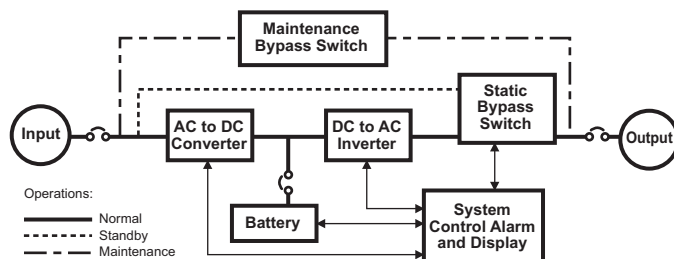 Maintenance
Bypass Switch
Static
Bypass
Switch
Input
AC to DC
Converter
DC to AC
Inverter
Output
Operations:
Normal
Standby
Maintenance
Battery
System
Control Alarm
and Display